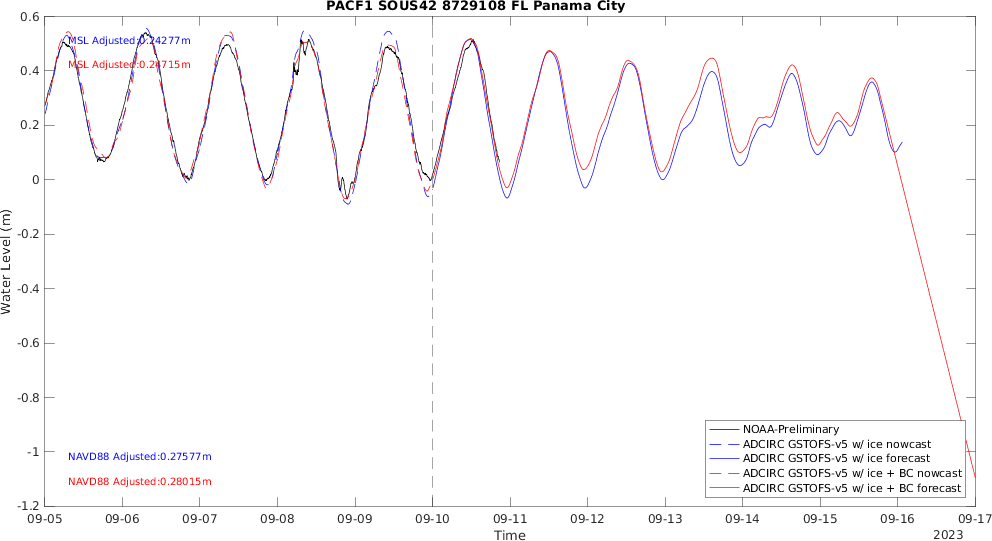 PACF1 SOUS42 8729108 FL Panama City
0.6
MSL Adjusted:0.24277m
MSL Adjusted:0.24715m
0.4
0.2
0
-0.2
-0.4
-0.6
-0.8
-1
-1.2
Water Level (m)
NAVD88 Adjusted:0.27577m
NAVD88 Adjusted:0.28015m
NOAA-Preliminary
ADCIRC GSTOFS-v5 w/ ice nowcast
ADCIRC GSTOFS-v5 w/ ice forecast
ADCIRC GSTOFS-v5 w/ ice + BC nowcast
ADCIRC GSTOFS-v5 w/ ice + BC forecast
09-05 09-06 09-07 09-08 09-09 09-10 09-11 09-12 09-13 09-14 09-15 09-16 09-17
Time
2023